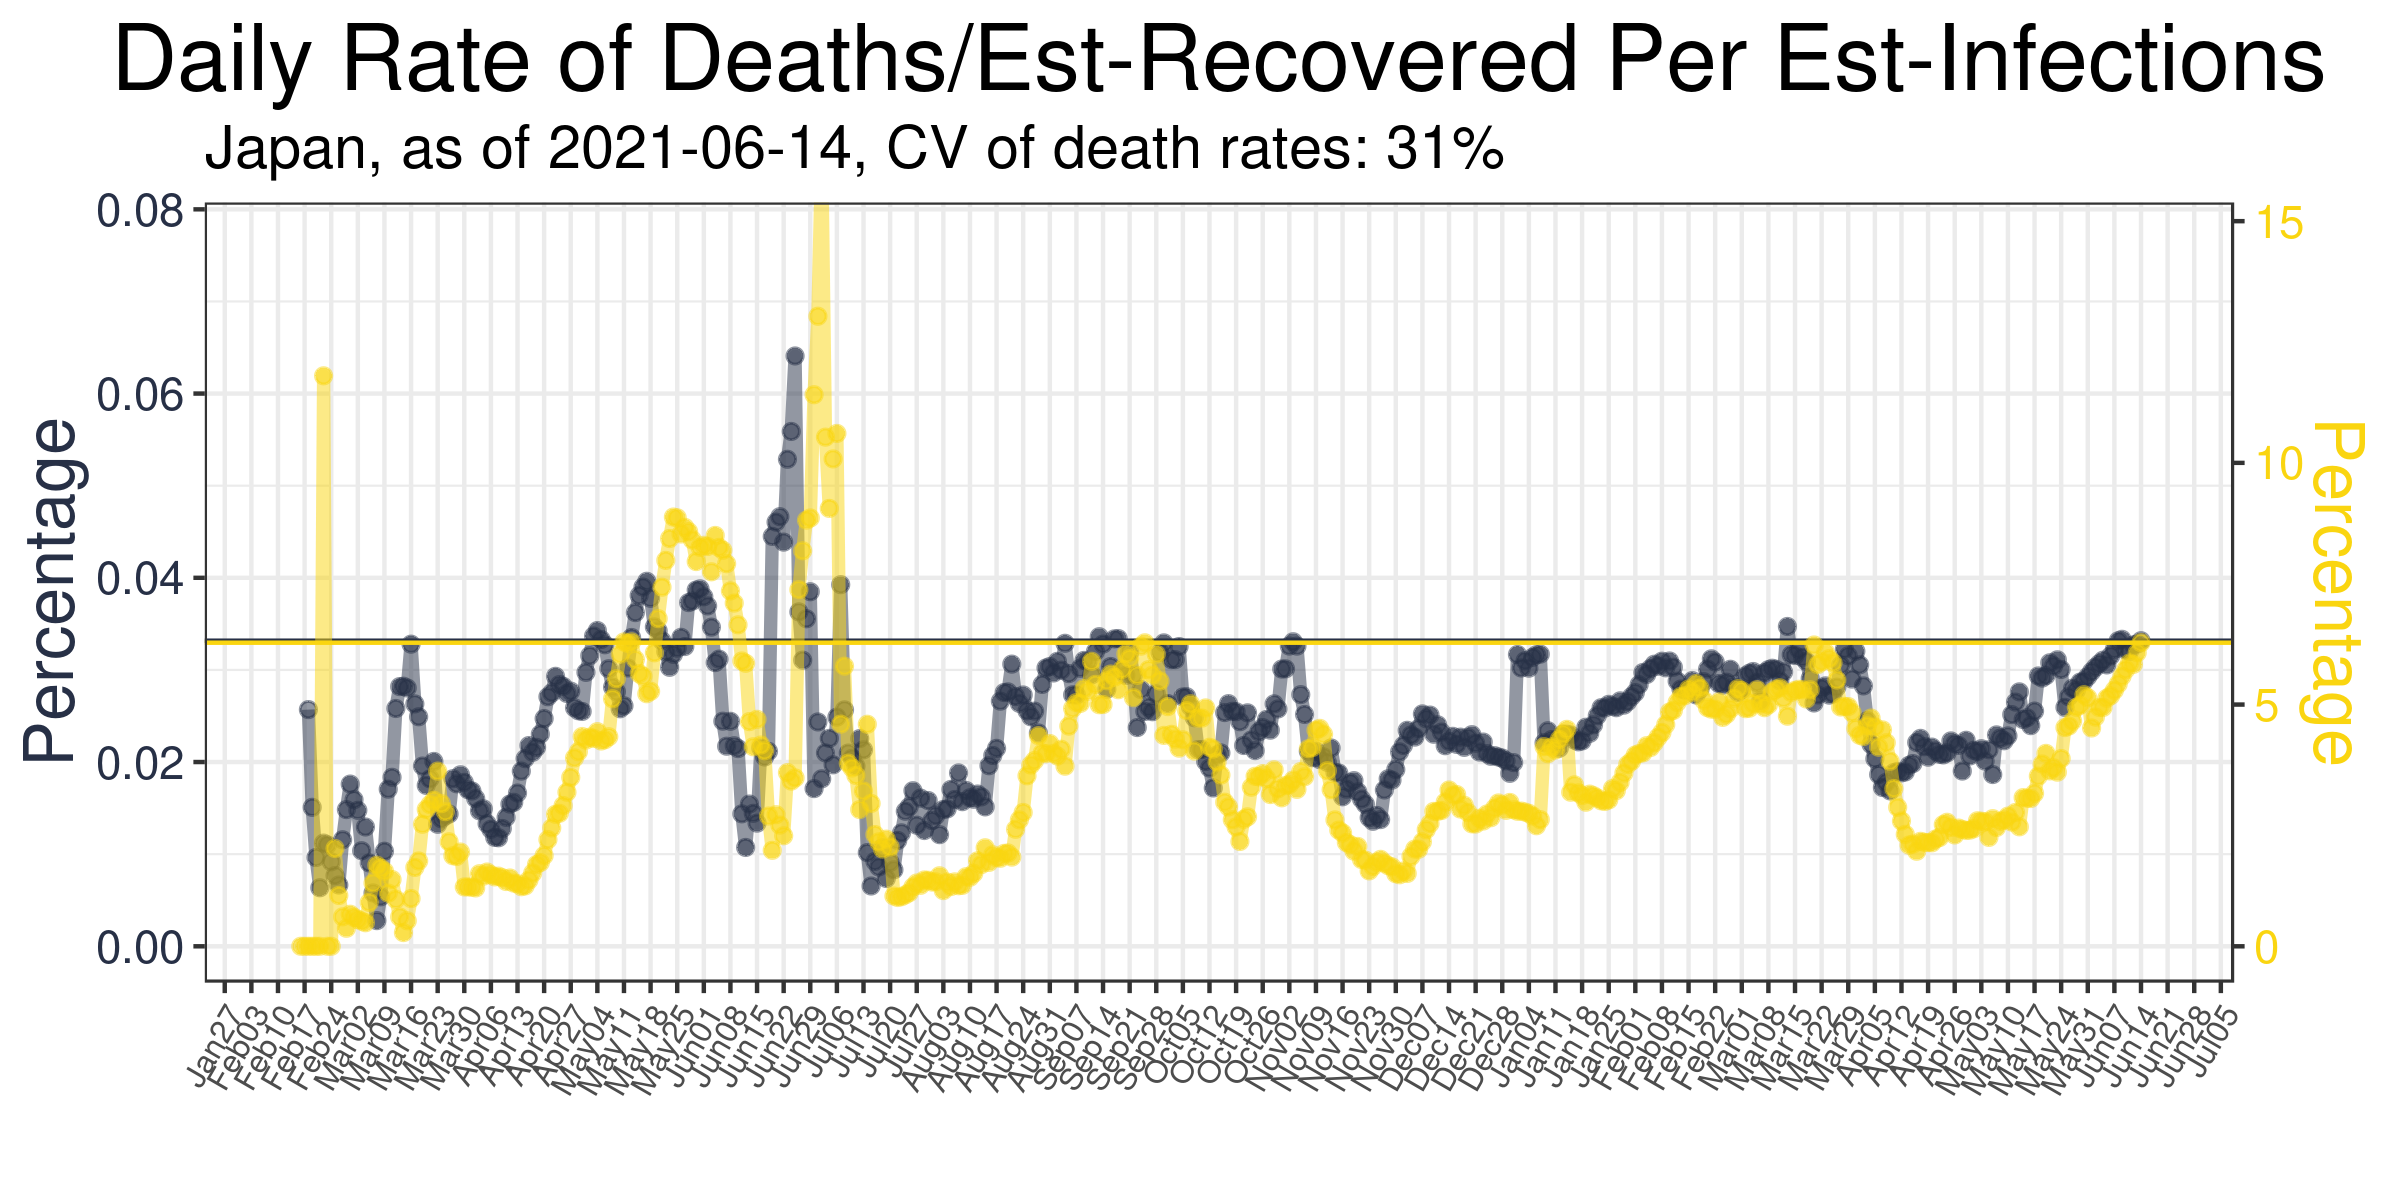 Daily Rate of Deaths/Est-Recovered Per Est-Infections
Japan, as of 2021-06-14, CV of death rates: 31%
Percentage
0.08
0.06
0.04
0.02
0.00
15
10
5
0
Percentage
Jan27
Feb03
Feb10
Feb17
Feb24
Mar02
Mar09
Mar16
Mar23
Mar30
Apr06
Apr13
Apr20
Apr27
May04
May11
May18
May25
Jun01
Jun08
Jun15
Jun22
Jun29
Jul06
Jul13
Jul20
Jul27
Aug03
Aug10
Aug17
Aug24
Aug31
Sep07
Sep14
Sep21
Sep28
Oct05
Oct12
Oct19
Oct26
Nov02
Nov09
Nov16
Nov23
Nov30
Dec07
Dec14
Dec21
Dec28
Jan04
Jan11
Jan18
Jan25
Feb01
Feb08
Feb15
Feb22
Mar01
Mar08
Mar15
Mar22
Mar29
Apr05
Apr12
Apr19
Apr26
May03
May10
May17
May24
May31
Jun07
Jun14
Jun21
Jun28
Jul05